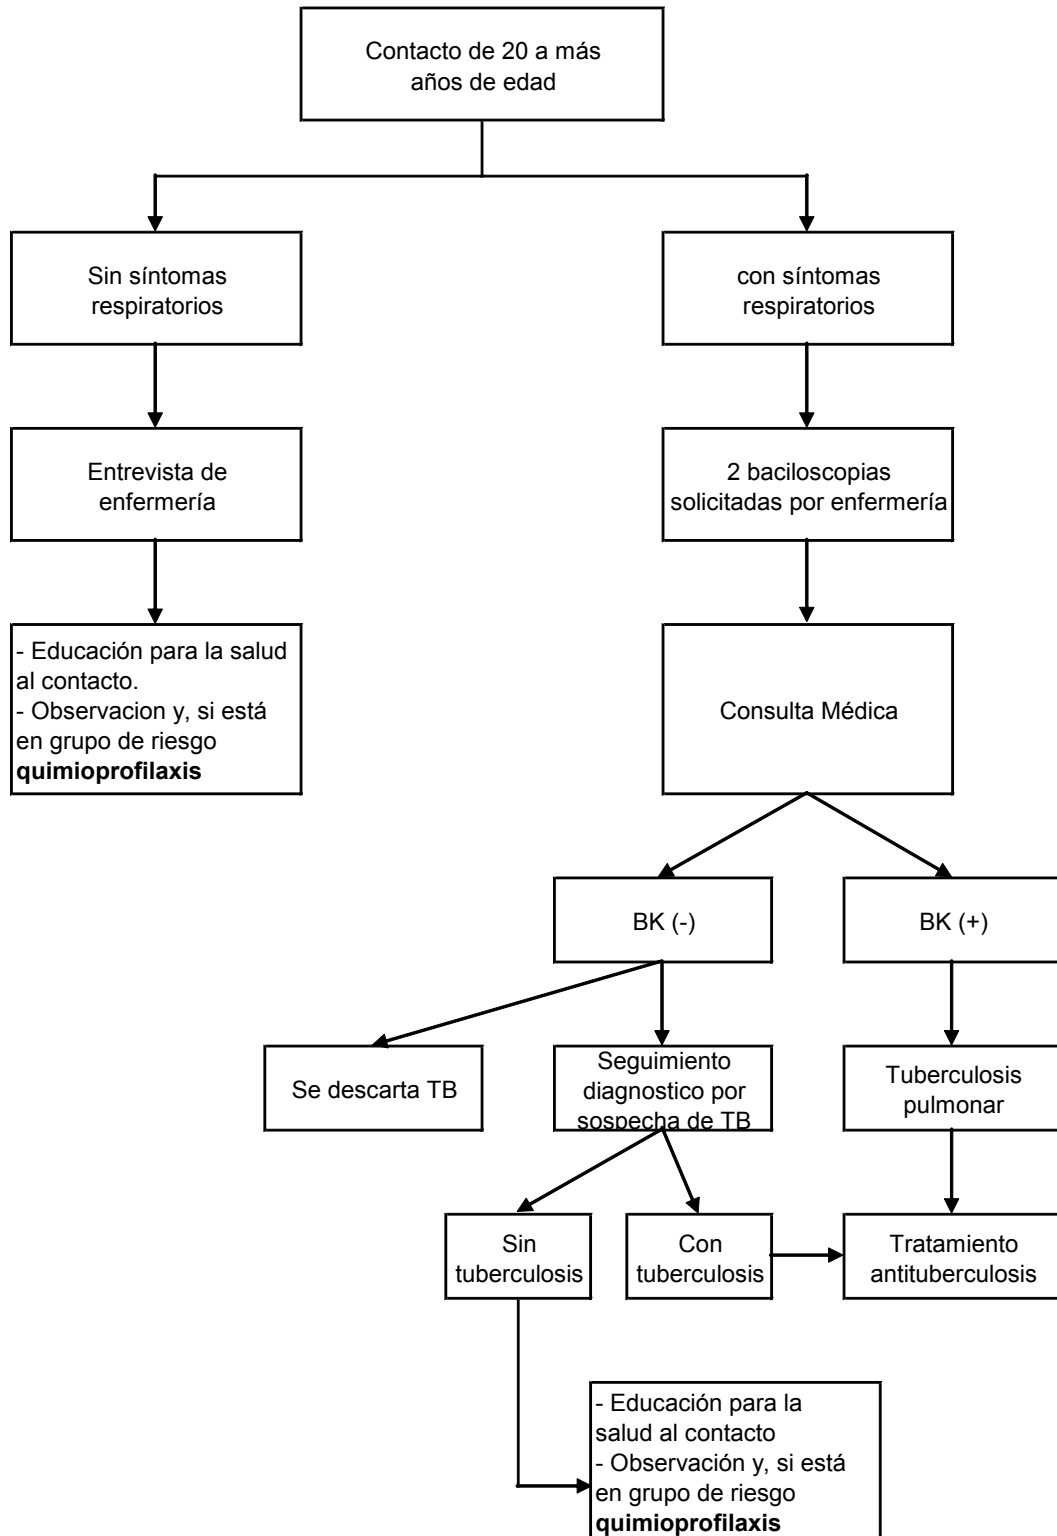 Contacto de 20 a más
años de edad
Sin síntomas
respiratorios
con síntomas
respiratorios
Entrevista de
enfermería
2 baciloscopias
solicitadas por enfermería
- Educación para la salud
al contacto.
- Observacion y, si está
en grupo de riesgo
quimioprofilaxis
Consulta Médica
BK (-)
BK (+)
Se descarta TB
Seguimiento
diagnostico por
sospecha de TB
Tuberculosis
pulmonar
Sin
tuberculosis
Con
tuberculosis
Tratamiento
antituberculosis
- Educación para la
salud al contacto
- Observación y, si está
en grupo de riesgo
quimioprofilaxis